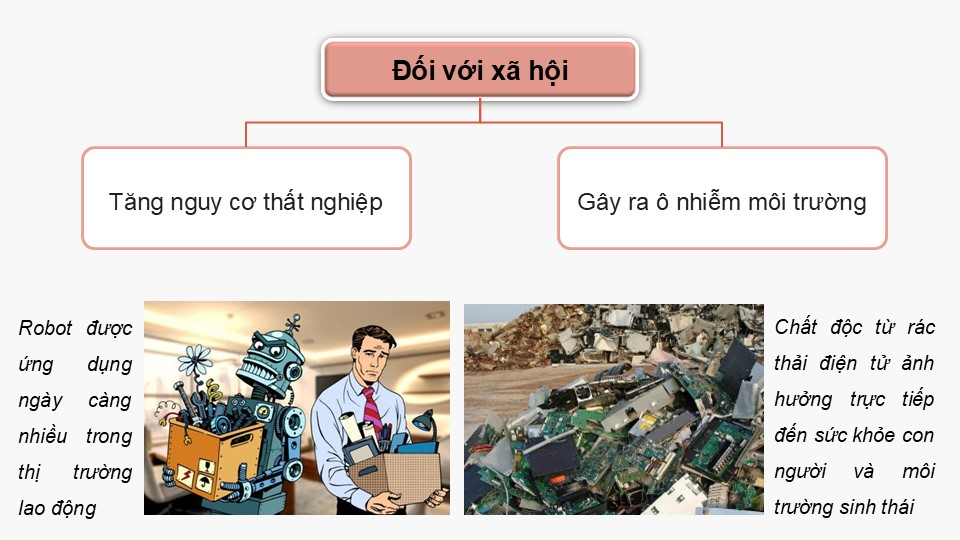 Đối với xã hội
Tăng nguy cơ thất nghiệp
Gây ra ô nhiễm môi trường
Robot được
ứng dụng
ngày càng
nhiều trong
thị trường
lao động
Chất độc từ rác
thải điện tử ảnh
hưởng trực tiếp
đến sức khỏe con
người và môi
trường sinh thái